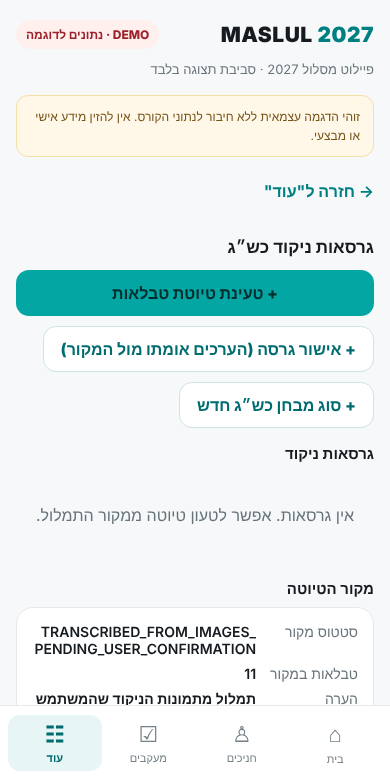 MASLUL 2027
DEMO · נתונים לדוגמה
פיילוט מסלול 2027 · סביבת תצוגה בלבד
זוהי הדגמה עצמאית ללא חיבור לנתוני הקורס. אין להזין מידע אישי
או מבצעי.
→ חזרה ל"עוד"
גרסאות ניקוד כש״ג
+ טעינת טיוטת טבלאות
+ אישור גרסה (הערכים אומתו מול המקור)
+ סוג מבחן כש״ג חדש
גרסאות ניקוד
אין גרסאות. אפשר לטעון טיוטה ממקור התמלול.
מקור הטיוטה
סטטוס מקור TRANSCRIBED_FROM_IMAGES_
PENDING_USER_CONFIRMATION
טבלאות במקור 11
הערה תמלול מתמונות הניקוד שהמשתמש
בית
חניכים
מעקבים
עוד